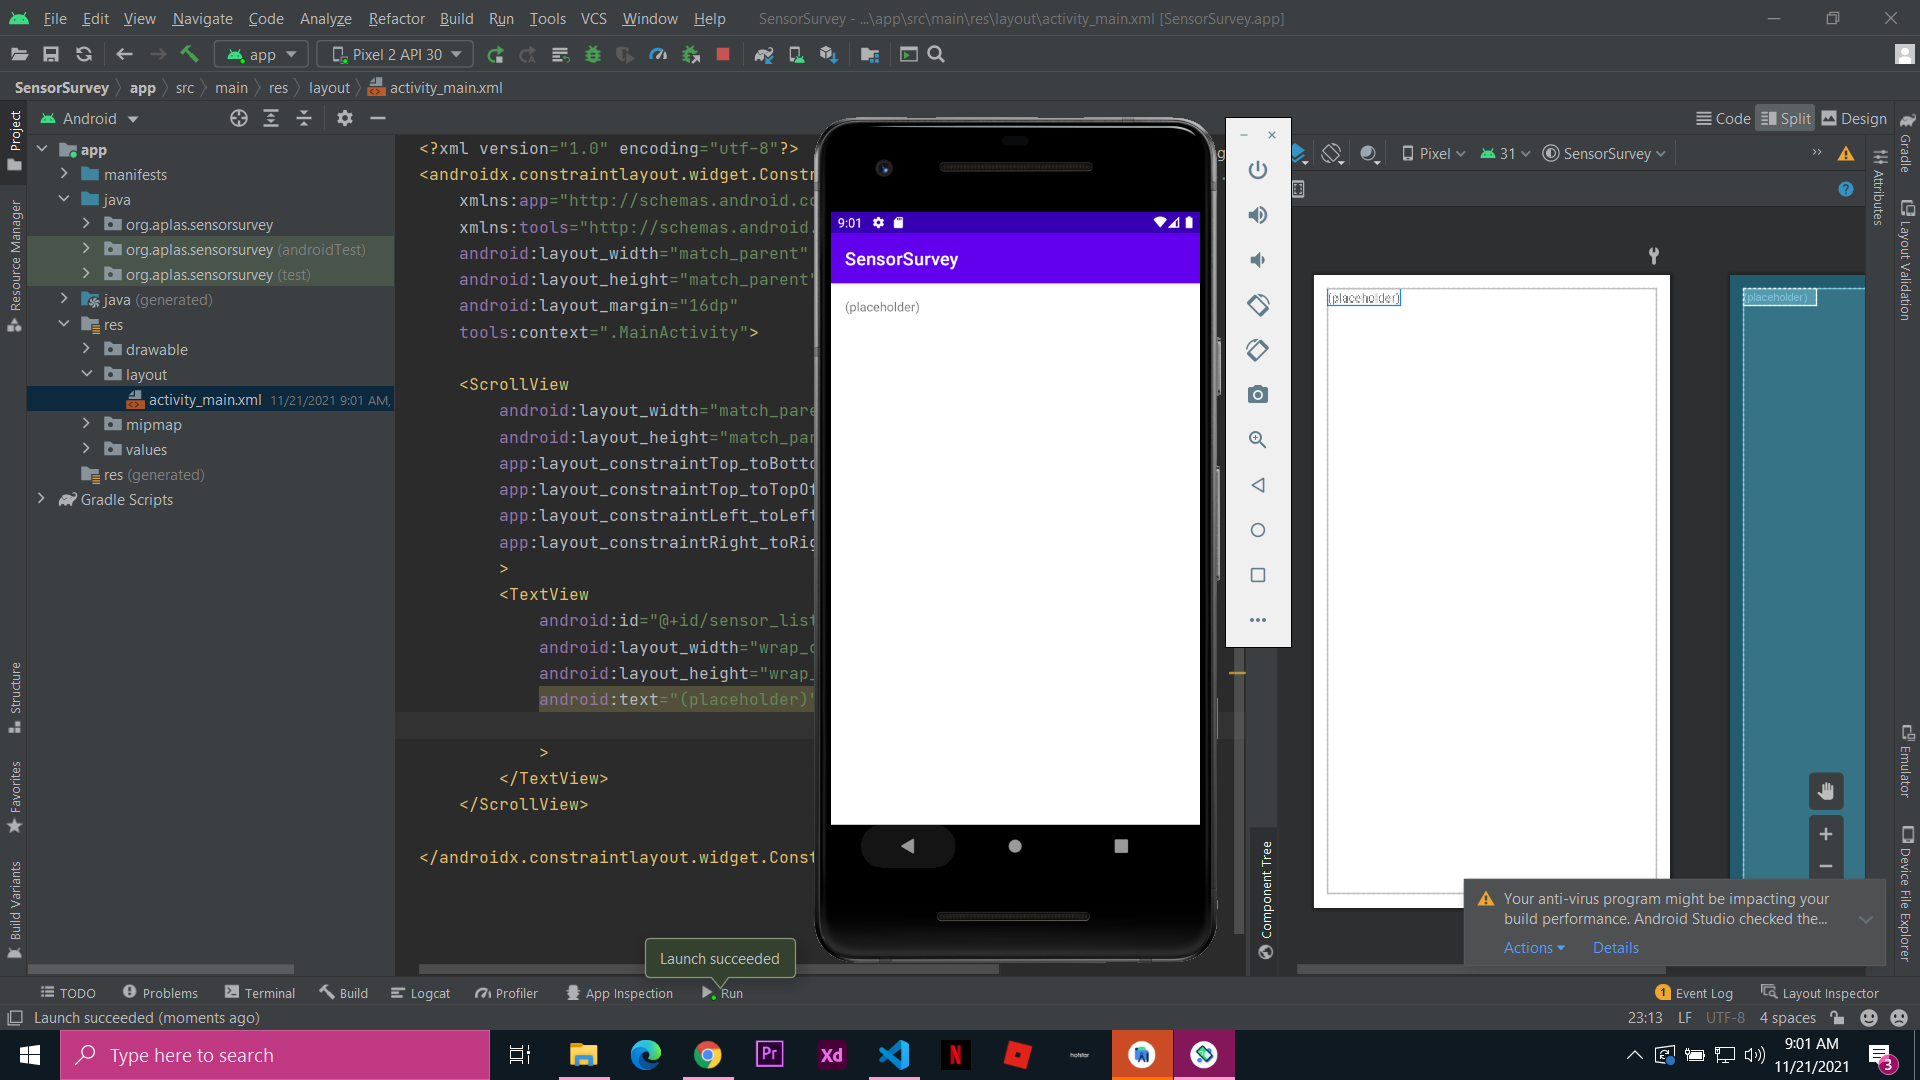 File Edit View Navigate Code Analyze Refactor Build Run Tools VCS Window Help SensorSurvey - ...\app\src\main\res\layout\activity_main.xml [SensorSurvey.app]
app Pixel 2 API 30
SensorSurvey app src main res layout activity_main.xml
Android
Code Split Design
Project
Resource Manager
Structure
Favorites
Build Variants
app
manifests
java
org.aplas.sensorsurvey
org.aplas.sensorsurvey (androidTest)
org.aplas.sensorsurvey (test)
java (generated)
res
drawable
layout
activity_main.xml 11/21/2021 9:01 AM,
mipmap
values
res (generated)
Gradle Scripts
<?xml version="1.0" encoding="utf-8"?>
<androidx.constraintlayout.widget.Constr
xmlns:app="http://schemas.android.co
xmlns:tools="http://schemas.android.
android:layout_width="match_parent"
android:layout_height="match_parent"
android:layout_margin="16dp"
tools:context=".MainActivity">
<ScrollView
android:layout_width="match_pare
android:layout_height="match_par
app:layout_constraintTop_toBotto
app:layout_constraintTop_toTopOf
app:layout_constraintLeft_toLeft
app:layout_constraintRight_toRig
>
<TextView
android:id="@+id/sensor_list
android:layout_width="wrap_c
android:layout_height="wrap_
android:text="(placeholder)"
>
</TextView>
</ScrollView>
</androidx.constraintlayout.widget.Const
9:01
SensorSurvey
(placeholder)
Pixel 31 SensorSurvey
(placeholder)
(placeholder)
Component Tree
Gradle
Attributes
Layout Validation
Emulator
Device File Explorer
Your anti-virus program might be impacting your
build performance. Android Studio checked the...
Actions Details
Launch succeeded
TODO Problems Terminal Build Logcat Profiler App Inspection Run 1 Event Log Layout Inspector
Launch succeeded (moments ago) 23:13 LF UTF-8 4 spaces
Type here to search
Pr
Xd
N
hotstar
9:01 AM
11/21/2021
3